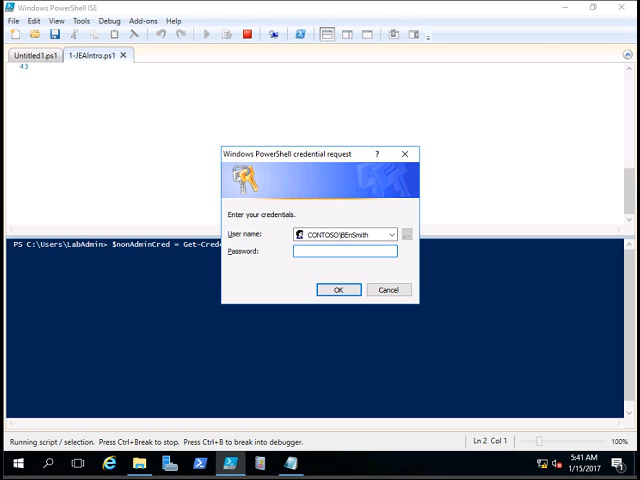 Windows PowerShell ISE
File Edit View Tools Debug Add-ons Help
Untitled1.ps1 1-JEAIntro.ps1
43
Windows PowerShell credential request
Enter your credentials.
User name: CONTOSO\BEnSmith
Password:
OK Cancel
PS C:\Users\LabAdmin> $nonAdminCred = Get-Crede
Running script / selection. Press Ctrl+Break to stop. Press Ctrl+B to break into debugger. Ln 2 Col 1 100%
5:41 AM
1/15/2017